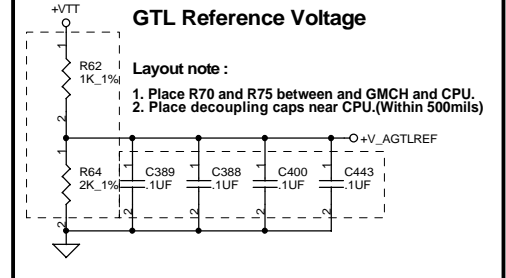 +VTT
GTL Reference Voltage
1
R62
1K_1%
2
Layout note :
1. Place R70 and R75 between and GMCH and CPU.
2. Place decoupling caps near CPU.(Within 500mils)
+V_AGTLREF
1
R64
2K_1%
2
1
C389
.1UF
2
1
C388
.1UF
2
1
C400
.1UF
2
1
C443
.1UF
2